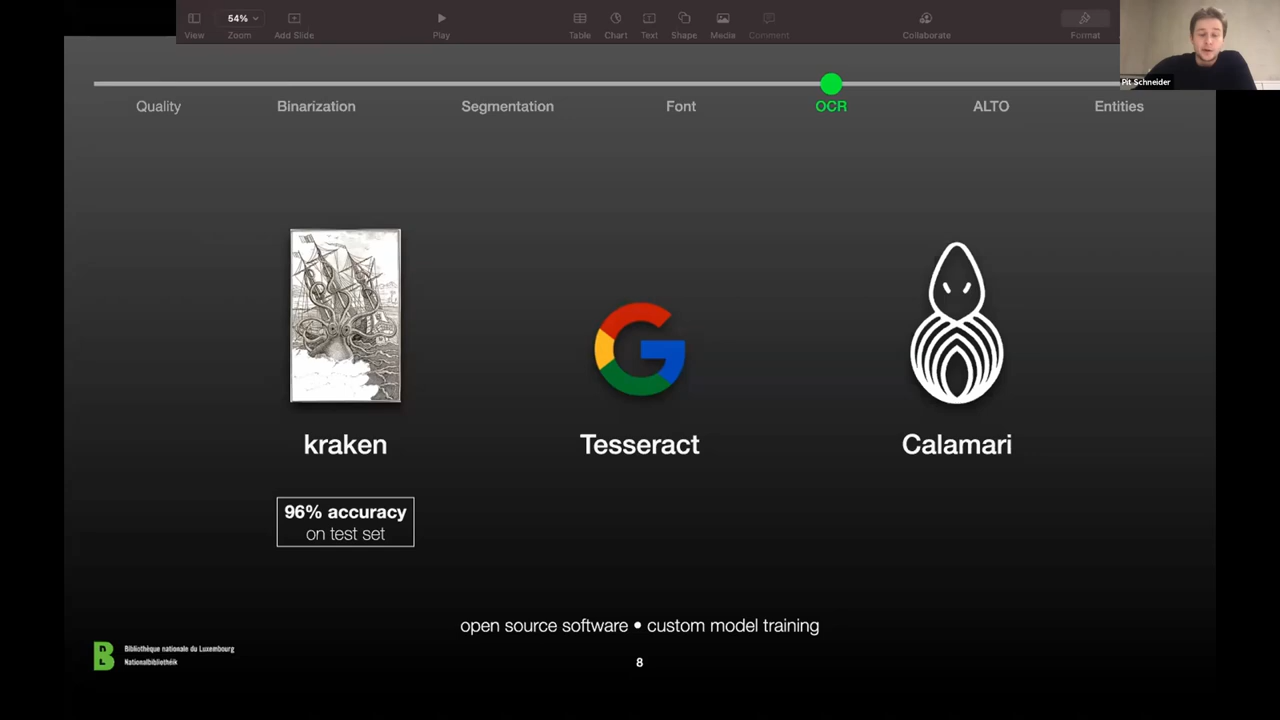 54%
View
Zoom
Add Slide
Play
Table
Chart
Text
Shape
Media
Comment
Collaborate
Format
Pit Schneider
Quality
Binarization
Segmentation
Font
OCR
ALTO
Entities
kraken
Tesseract
Calamari
96% accuracy
on test set
open source software • custom model training
Bibliothèque nationale du Luxembourg
Nationalbibliothéik
8